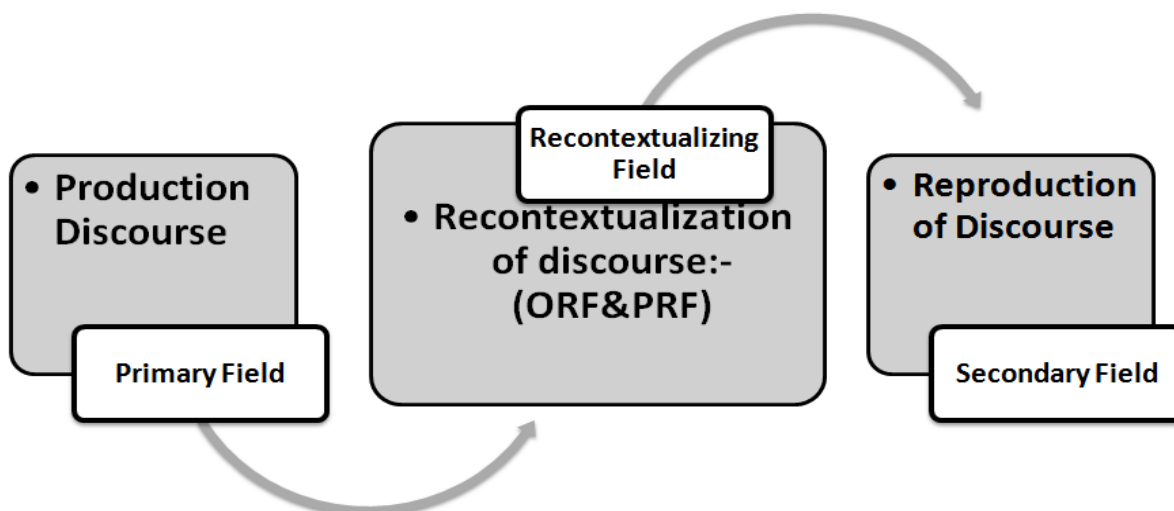 • Production
Discourse
Primary Field
Recontextualizing
Field
• Recontextualization
of discourse:-
(ORF&PRF)
• Reproduction
of Discourse
Secondary Field